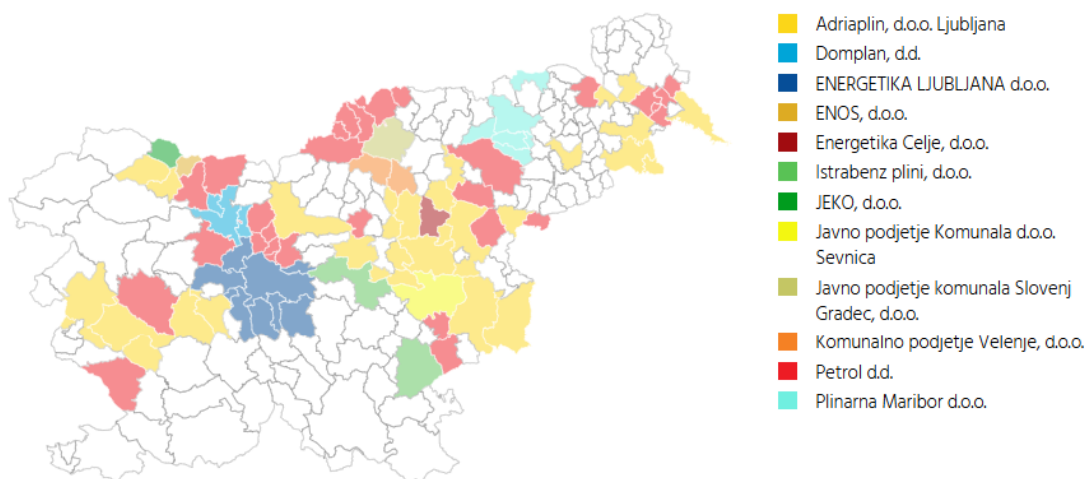 Adriaplin, d.o.o. Ljubljana
Domplan, d.d.
ENERGETIKA LJUBLJANA d.o.o.
ENOS, d.o.o.
Energetika Celje, d.o.o.
Istrabenz plini, d.o.o.
JEKO, d.o.o.
Javno podjetje Komunala d.o.o.
Sevnica
Javno podjetje komunala Slovenj
Gradec, d.o.o.
Komunalno podjetje Velenje, d.o.o.
Petrol d.d.
Plinarna Maribor d.o.o.